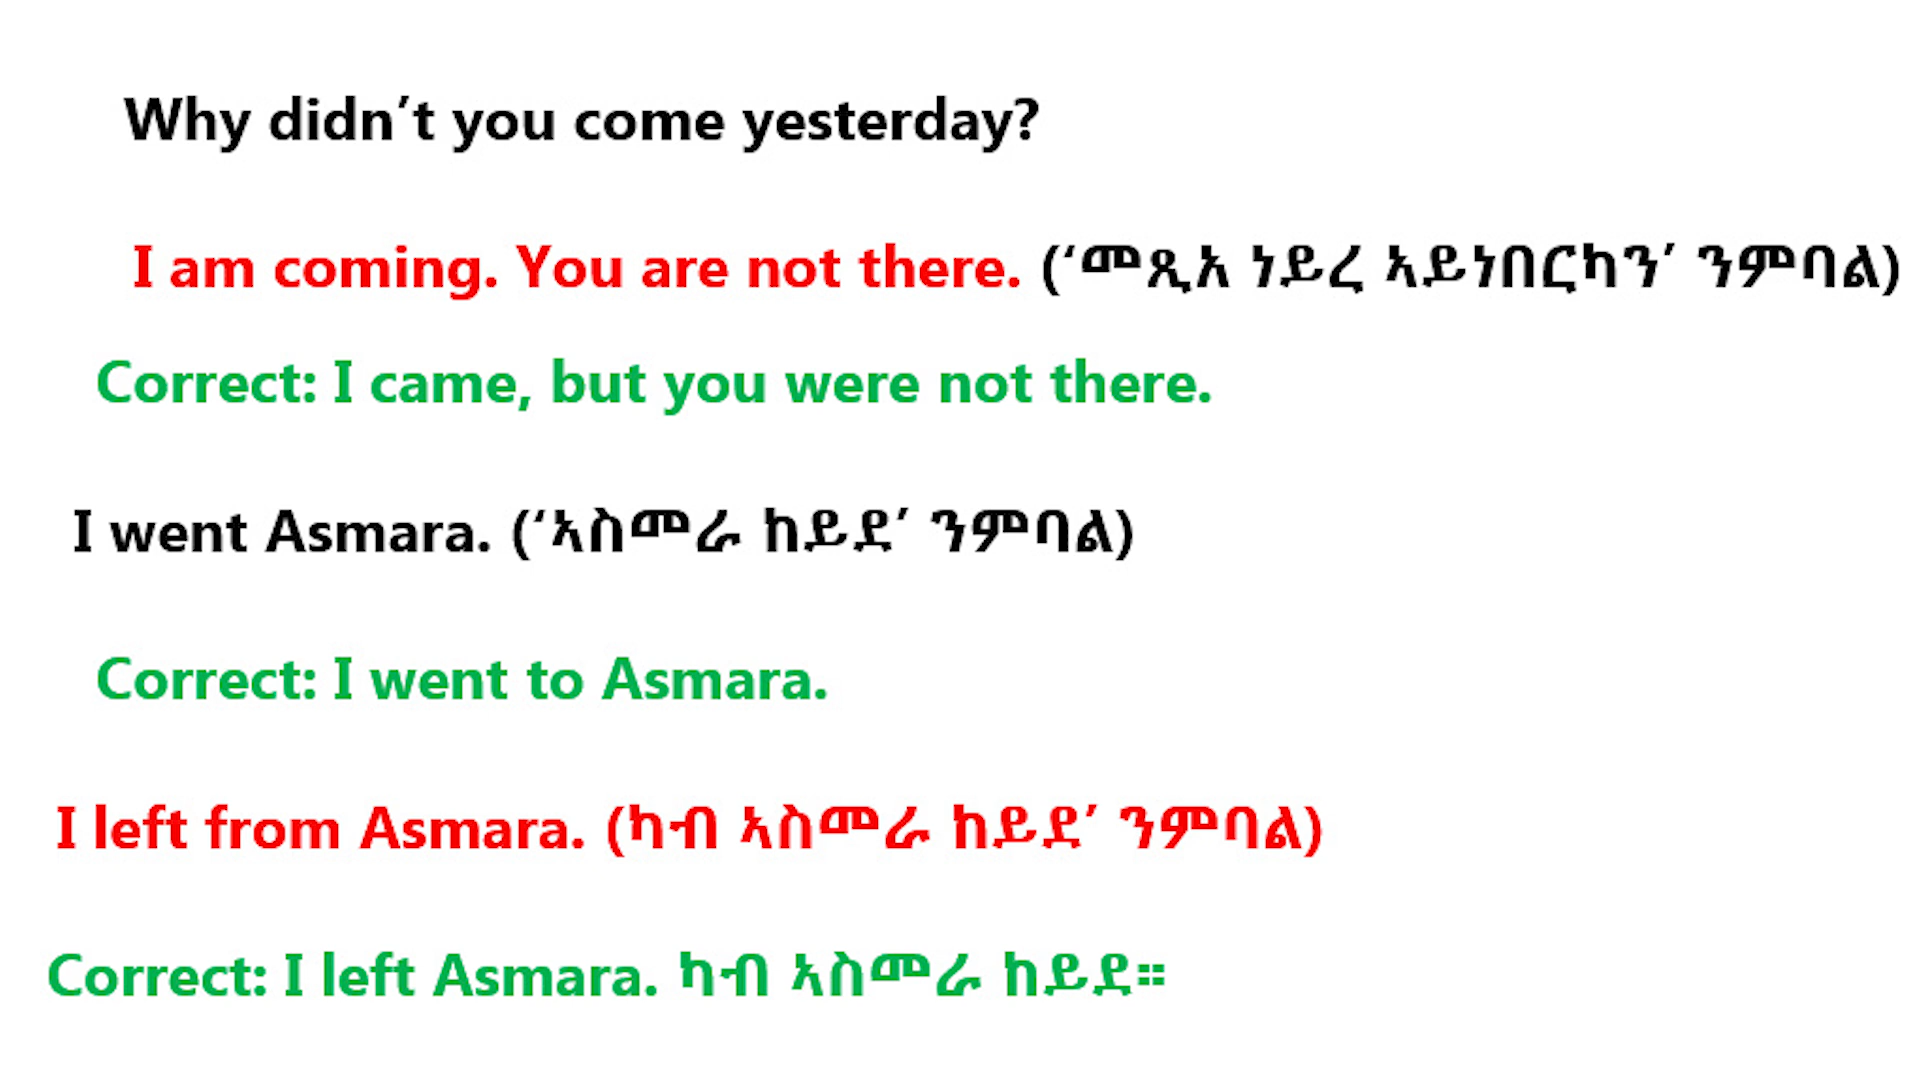 Why didn’t you come yesterday?
I am coming. You are not there. (‘መጺአ ነይረ ኣይነበርካን’ ንምባል)
Correct: I came, but you were not there.
I went Asmara. (‘ኣስመራ ከይደ’ ንምባል)
Correct: I went to Asmara.
I left from Asmara. (ካብ ኣስመራ ከይደ’ ንምባል)
Correct: I left Asmara. ካብ ኣስመራ ከይደ።